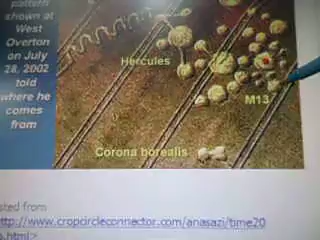 pattern
shown at
West
Overton
on July
28, 2002
told
where he
comes
from
Hercules
M13
Corona borealis
sted from
http://www.cropcircleconnector.com/anasazi/time20